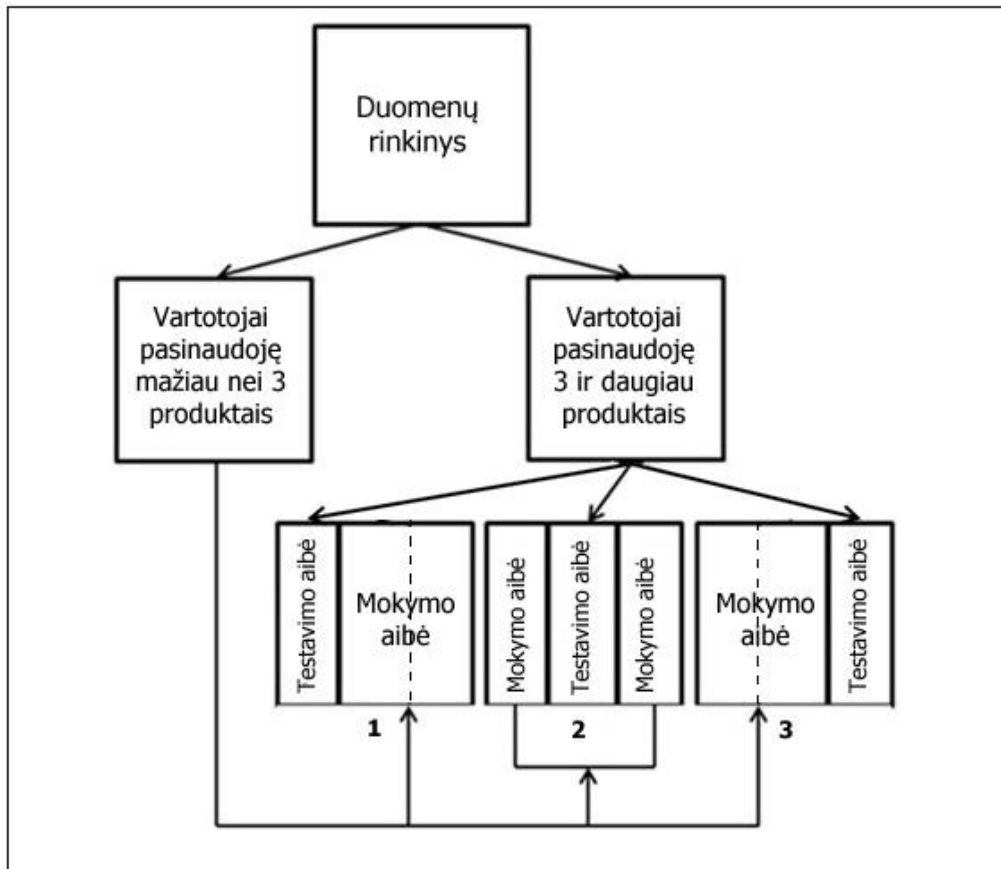 Duomenų
rinkinys
Vartotojai
pasinaudoję
mažiau nei 3
produktais
Vartotojai
pasinaudoję
3 ir daugiau
produktais
Testavimo aibė
Mokymo
aibė
Mokymo aibė
Testavimo aibė
Mokymo aibė
Mokymo
aibė
Testavimo aibė
1
2
3